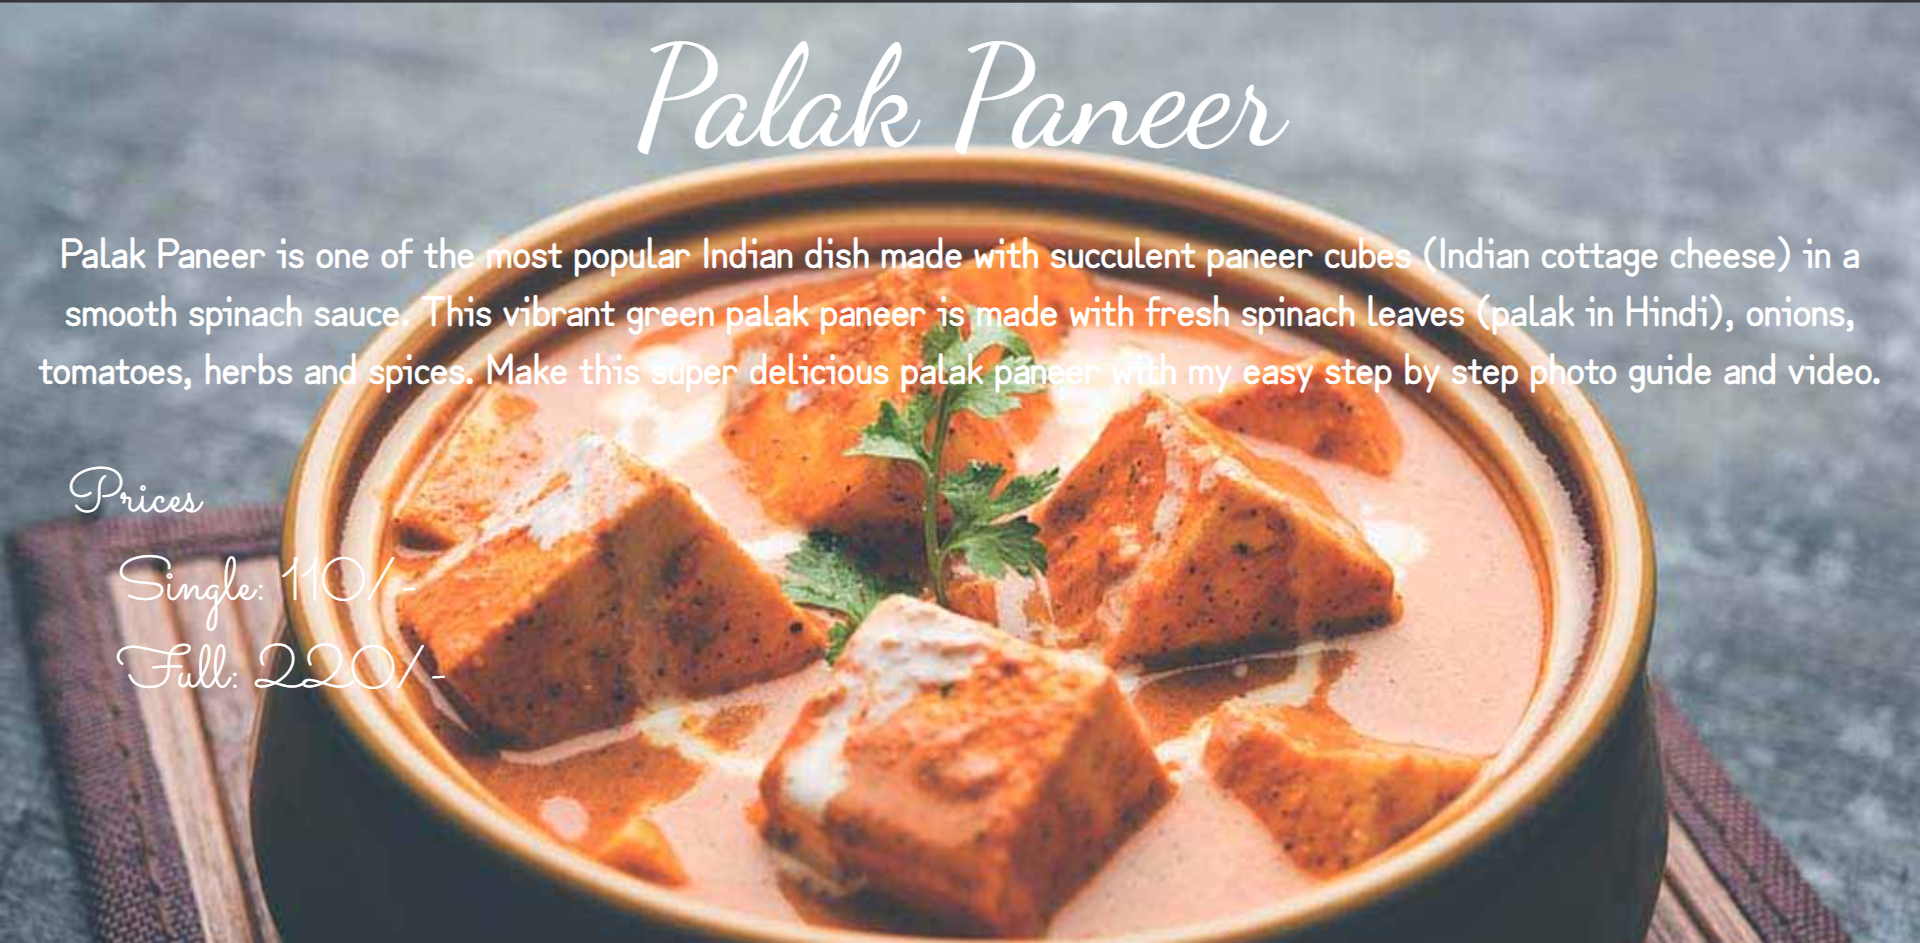 Palak Paneer
Palak Paneer is one of the most popular Indian dish made with succulent paneer cubes (Indian cottage cheese) in a
smooth spinach sauce. This vibrant green palak paneer is made with fresh spinach leaves (palak in Hindi), onions,
tomatoes, herbs and spices. Make this super delicious palak paneer with my easy step by step photo guide and video.
Prices
Single: 110/-
Full: 220/-